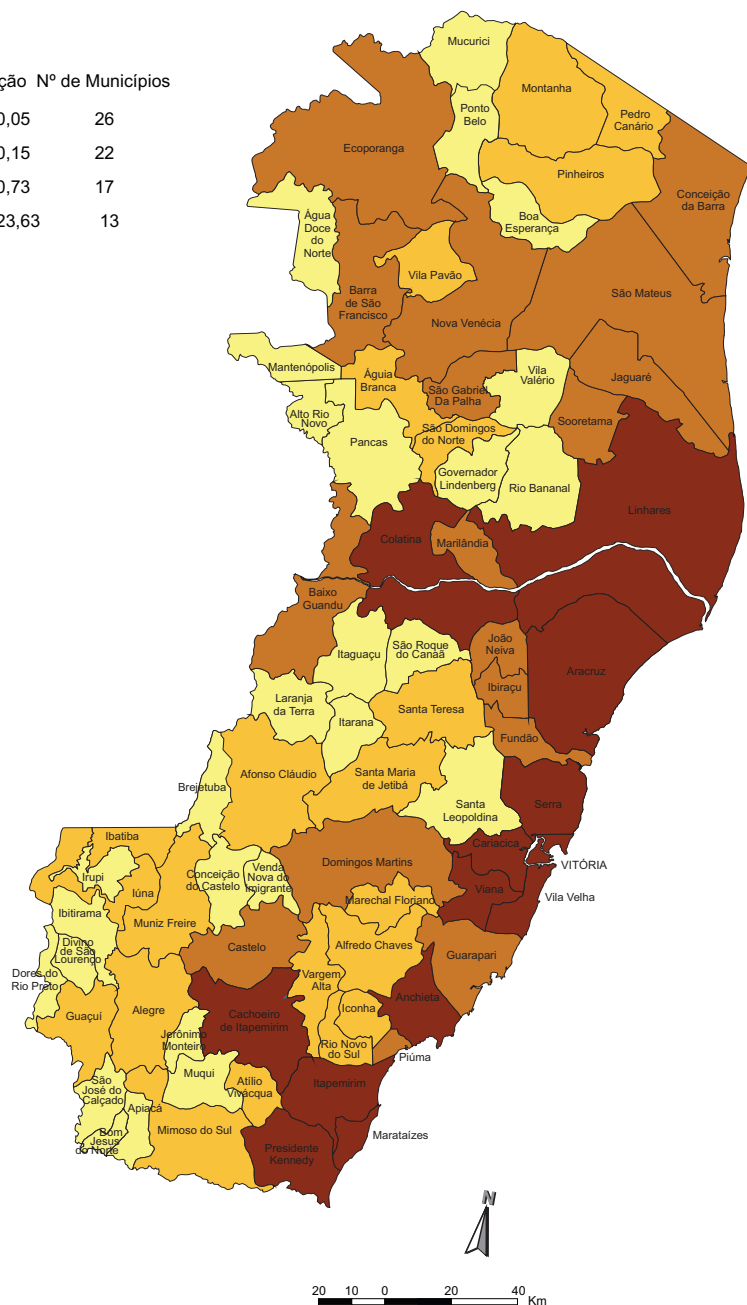 ção Nº de Municípios
0,05 26
0,15 22
0,73 17
23,63 13
Mucurici
Montanha
Ponto
Belo
Pedro
Canário
Ecoporanga
Pinheiros
Conceição
da Barra
Água
Doce
do
Norte
Boa
Esperança
Vila Pavão
Barra
de São
Francisco
São Mateus
Nova Venécia
Mantenópolis
Águia
Branca
Vila
Valério
São Gabriel
Da Palha
Jaguaré
Alto Rio
Novo
Sooretama
São Domingos
do Norte
Pancas
Governador
Lindenberg
Rio Bananal
Linhares
Colatina
Marilândia
Baixo
Guandu
João
Neiva
São Roque
do Canaã
Itaguaçu
Aracruz
Ibiraçu
Laranja
da Terra
Itarana
Santa Teresa
Fundão
Afonso Cláudio
Santa Maria
de Jetibá
Brejetuba
Serra
Santa
Leopoldina
Ibatiba
Cariacica
Domingos Martins
VITÓRIA
Irupi
Conceição
do Castelo
Venda
Nova do
Imigrante
Iúna
Viana
Vila Velha
Marechal Floriano
Ibitirama
Muniz Freire
Divino
de São
Lourenço
Castelo
Alfredo Chaves
Guarapari
Dores do
Rio Preto
Vargem
Alta
Anchieta
Guaçuí
Alegre
Cachoeiro
de Itapemirim
Iconha
Jerônimo
Monteiro
Rio Novo
do Sul
Piúma
Muqui
São
José do
Calçado
Atílio
Vivácqua
Itapemirim
Apiacá
Bom
Jesus
do Norte
Mimoso do Sul
Marataízes
Presidente
Kennedy
N
20 10 0 20 40
Km